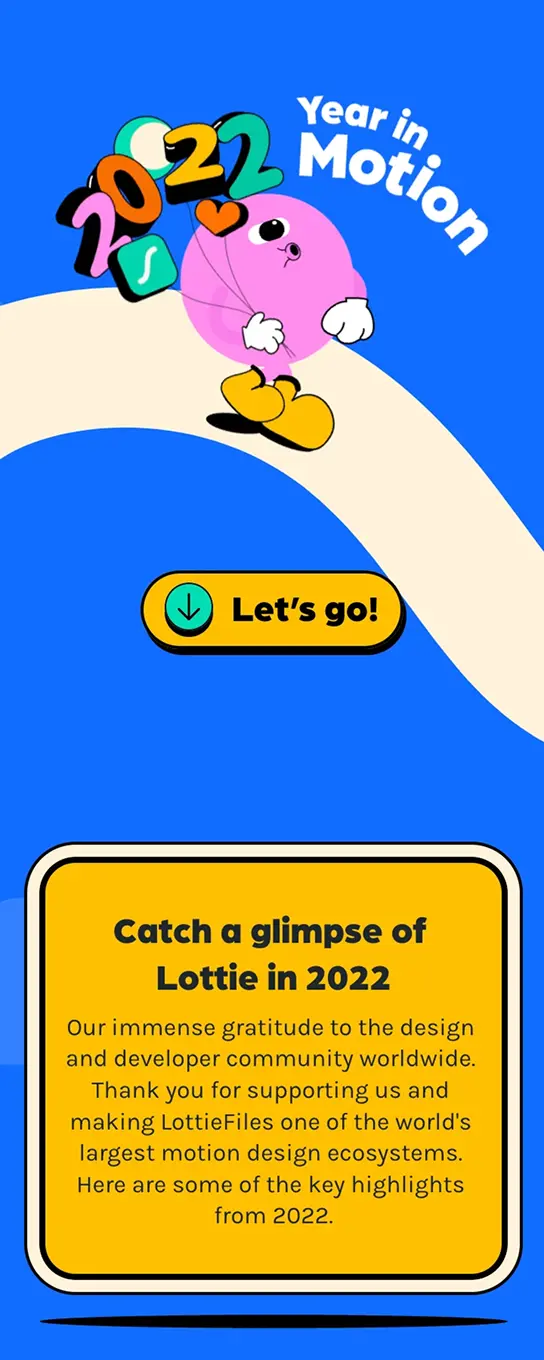 2022
Year in
Motion
Let's go!
Catch a glimpse of
Lottie in 2022
Our immense gratitude to the design
and developer community worldwide.
Thank you for supporting us and
making LottieFiles one of the world's
largest motion design ecosystems.
Here are some of the key highlights
from 2022.